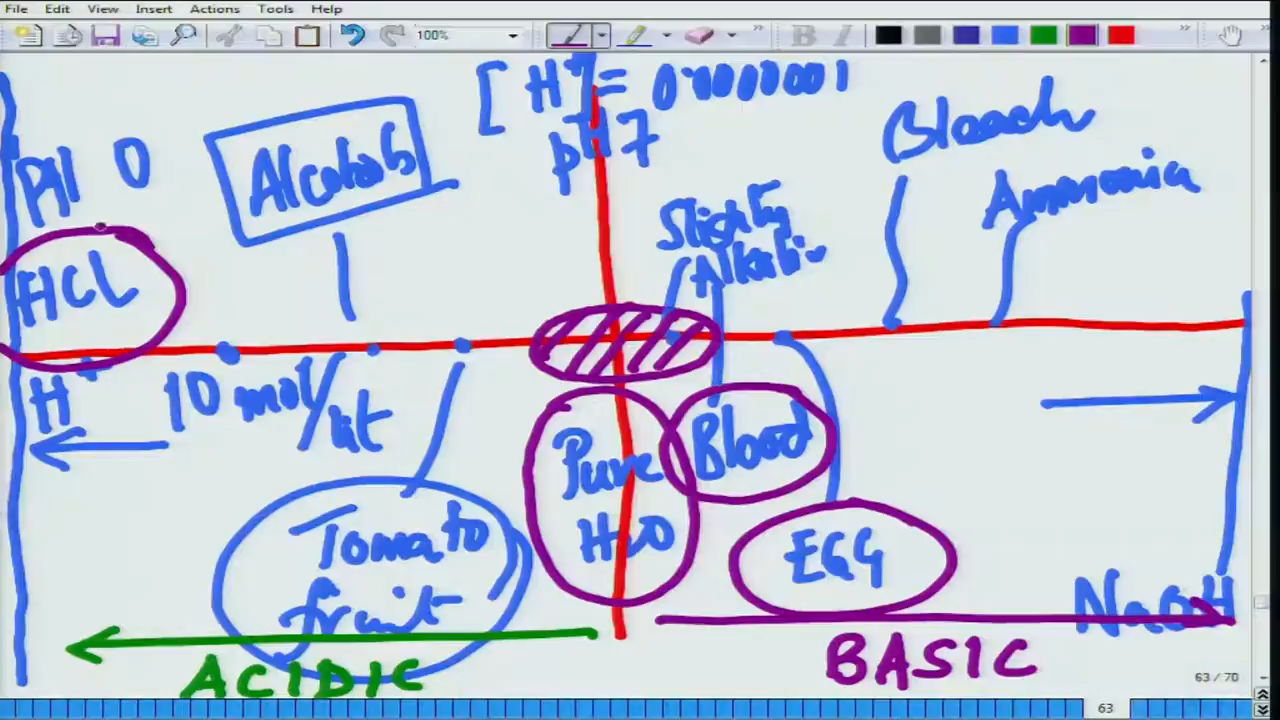 File Edit View Insert Actions Tools Help
100%
[H+] = 0.0000001
pH 7
PH 0
Alcohols
Bleach
Ammonia
Slightly
Alkali
HCL
H+
10 mol/lit
Pure
H2O
Blood
Tomato
fruit
EGG
NaOH
ACIDIC
BASIC
63 / 70
63